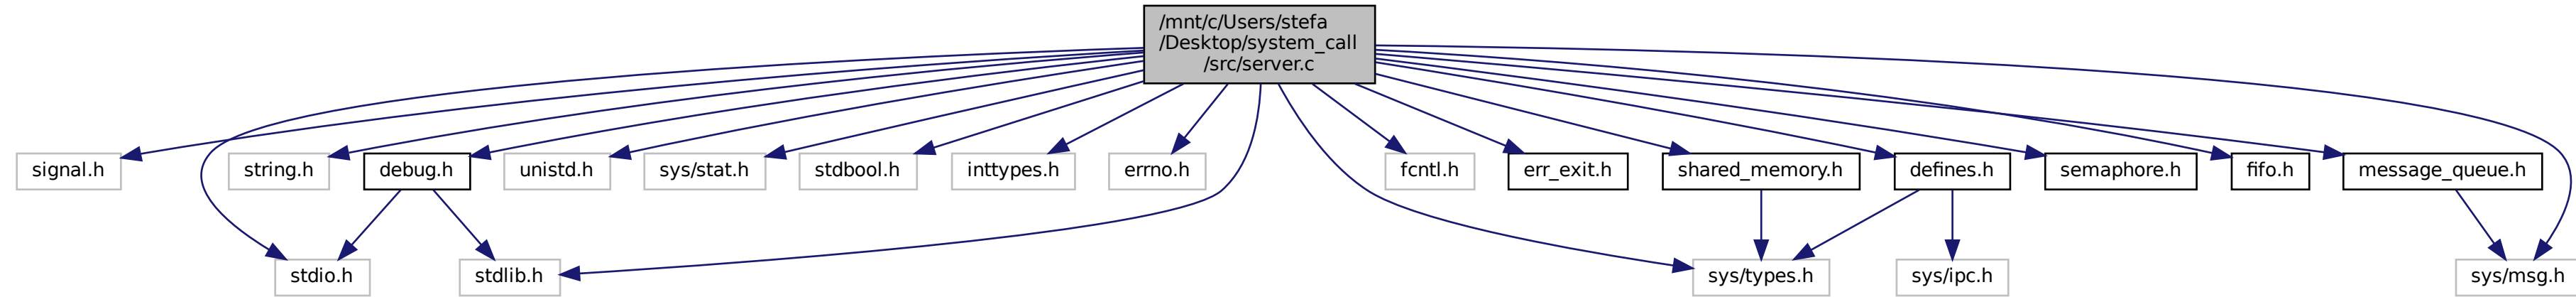 /mnt/c/Users/stefa
/Desktop/system_call
/src/server.c
signal.h
string.h
debug.h
unistd.h
sys/stat.h
stdbool.h
inttypes.h
errno.h
fcntl.h
err_exit.h
shared_memory.h
defines.h
semaphore.h
fifo.h
message_queue.h
stdio.h
stdlib.h
sys/types.h
sys/ipc.h
sys/msg.h